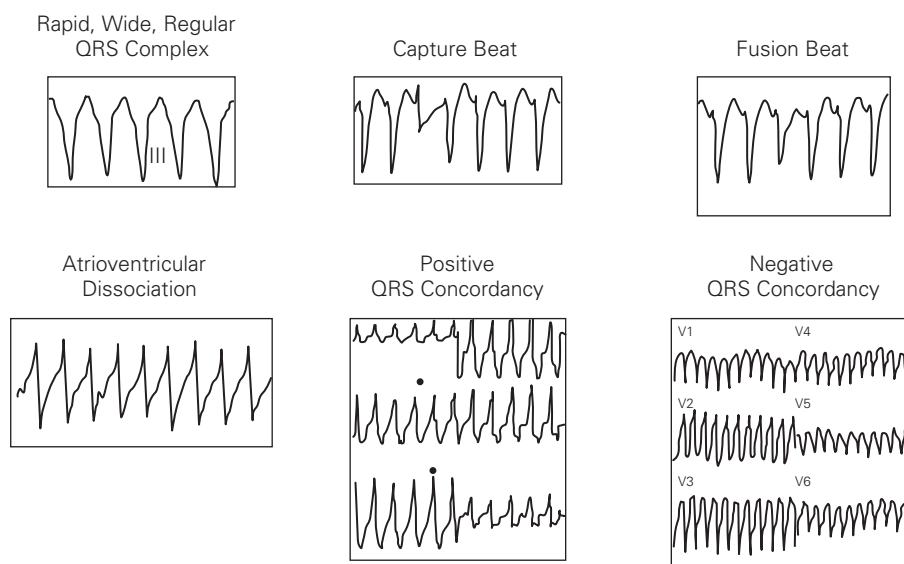 Rapid, Wide, Regular
QRS Complex
Capture Beat
Fusion Beat
III
Atrioventricular
Dissociation
Positive
QRS Concordancy
Negative
QRS Concordancy
V1 V4
V2 V5
V3 V6